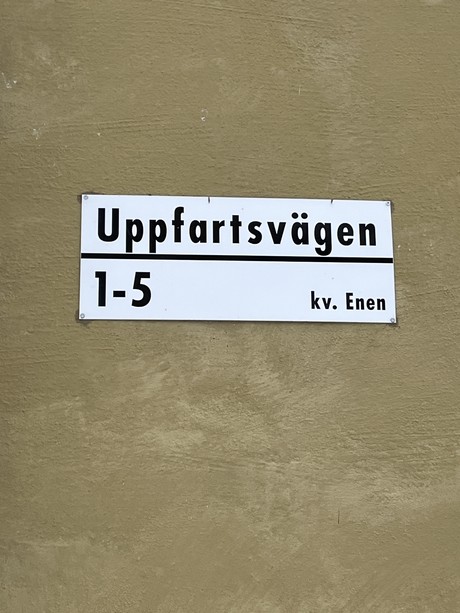 Uppfartsvägen
1-5
kv. Enen